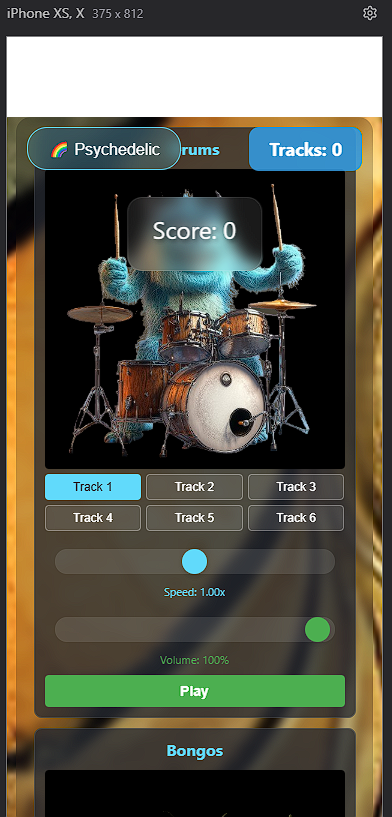 iPhone XS, X 375 x 812
🌈 Psychedelic rums Tracks: 0
Score: 0
Track 1 Track 2 Track 3
Track 4 Track 5 Track 6
Speed: 1.00x
Volume: 100%
Play
Bongos